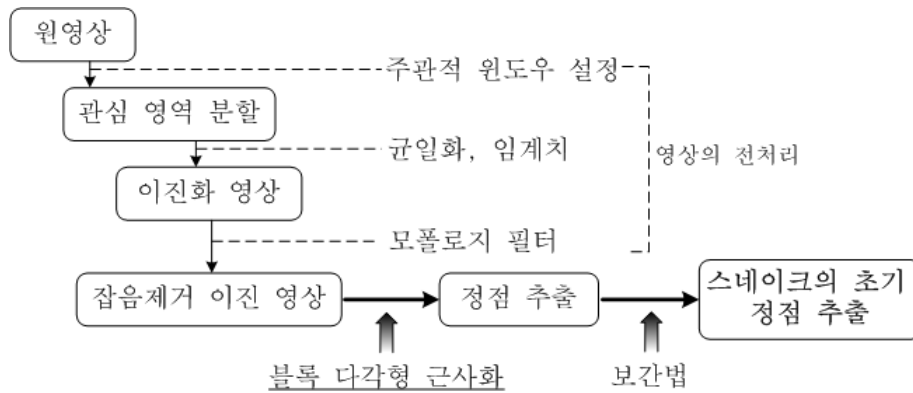 원영상
주관적 윈도우 설정
관심 영역 분할
균일화, 임계치
영상의 전처리
이진화 영상
모폴로지 필터
잡음제거 이진 영상
정점 추출
스네이크의 초기
정점 추출
블록 다각형 근사화
보간법